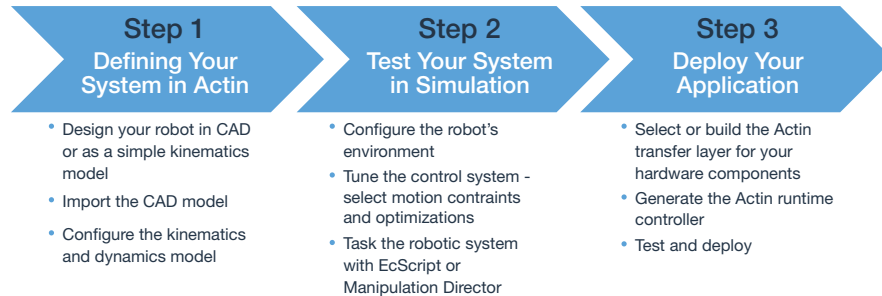 Step 1
Defining Your
System in Actin
• Design your robot in CAD
or as a simple kinematics
model
• Import the CAD model
• Configure the kinematics
and dynamics model
Step 2
Test Your System
in Simulation
• Configure the robot's
environment
• Tune the control system -
select motion contraints
and optimizations
• Task the robotic system
with EcScript or
Manipulation Director
Step 3
Deploy Your
Application
• Select or build the Actin
transfer layer for your
hardware components
• Generate the Actin runtime
controller
• Test and deploy